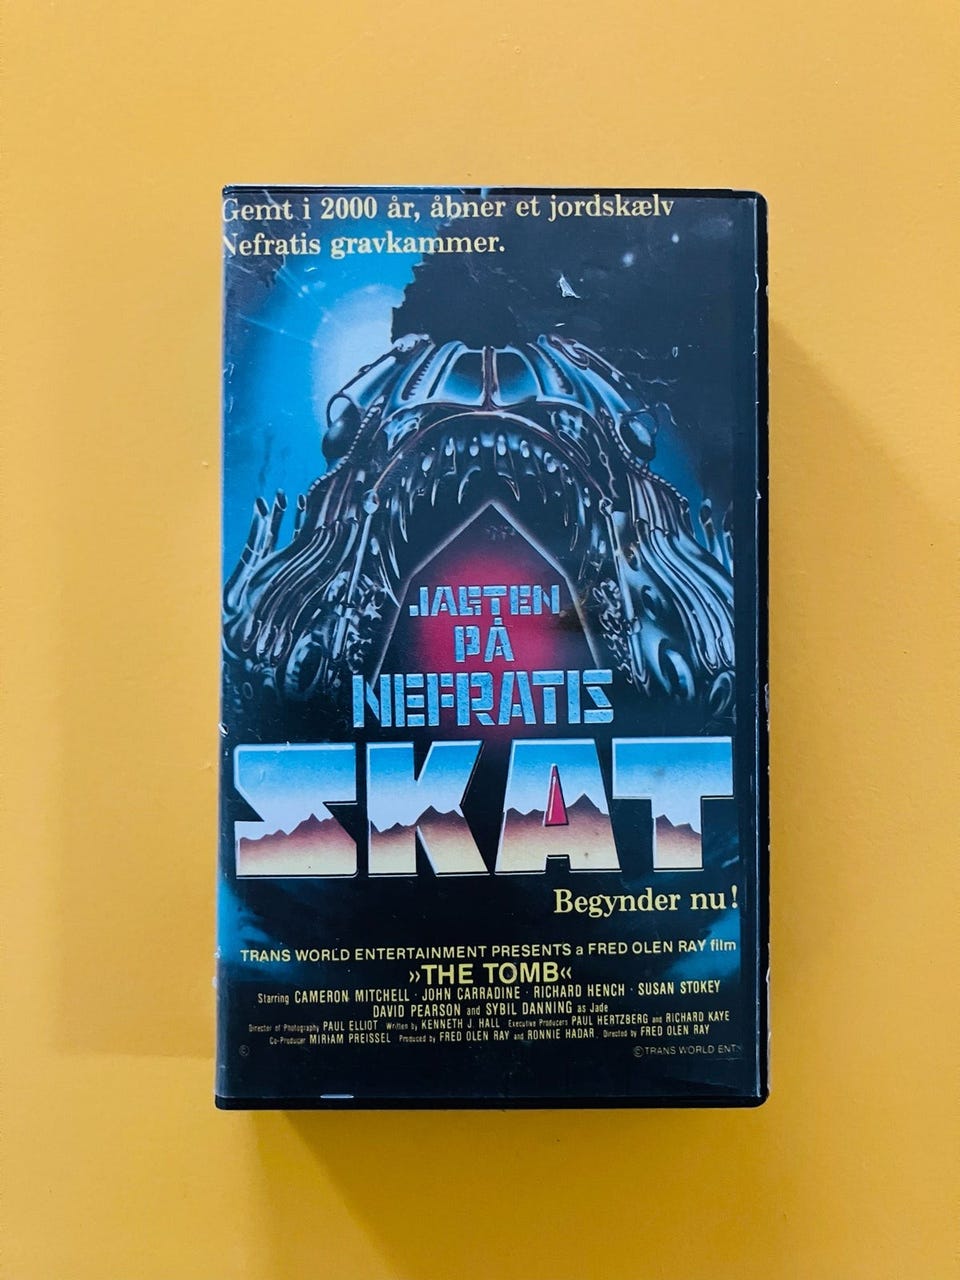 Gemt i 2000 år, åbner et jordskælv
Nefratis gravkammer.
JAGTEN
PÅ
NEFRATIS
SKAT
Begynder nu!
TRANS WORLD ENTERTAINMENT PRESENTS a FRED OLEN RAY film
»THE TOMB«
Starring CAMERON MITCHELL · JOHN CARRADINE · RICHARD HENCH · SUSAN STOKEY
DAVID PEARSON and SYBIL DANNING as Jade
Director of Photography PAUL ELLIOT Written by KENNETH J. HALL Executive Producers PAUL HERTZBERG and RICHARD KAYE
Co-Producer MIRIAM PREISSEL Produced by FRED OLEN RAY and RONNIE HADAR Directed by FRED OLEN RAY
© ©TRANS WORLD ENT